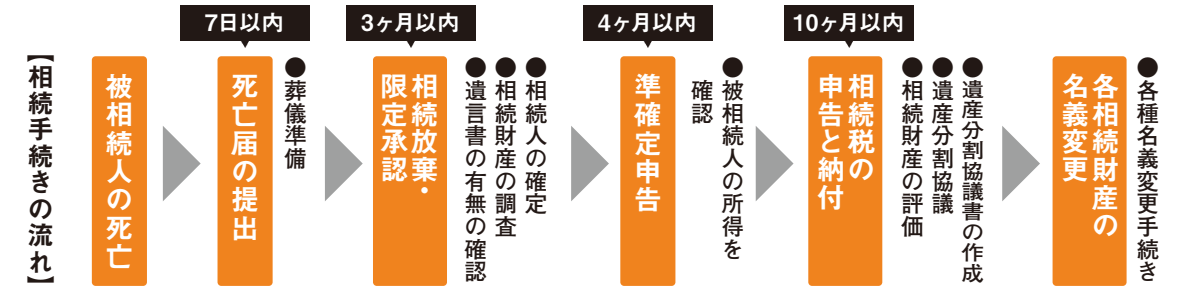 【相続手続きの流れ】
被相続人の死亡
7日以内
死亡届の提出
●葬儀準備
3ヶ月以内
相続放棄・
限定承認
●相続人の確定
●相続財産の調査
●遺言書の有無の確認
4ヶ月以内
準確定申告
●被相続人の所得を
確認
10ヶ月以内
相続税の
申告と納付
●遺産分割協議書の作成
●遺産分割協議
●相続財産の評価
各相続財産の
名義変更
●各種名義変更手続き